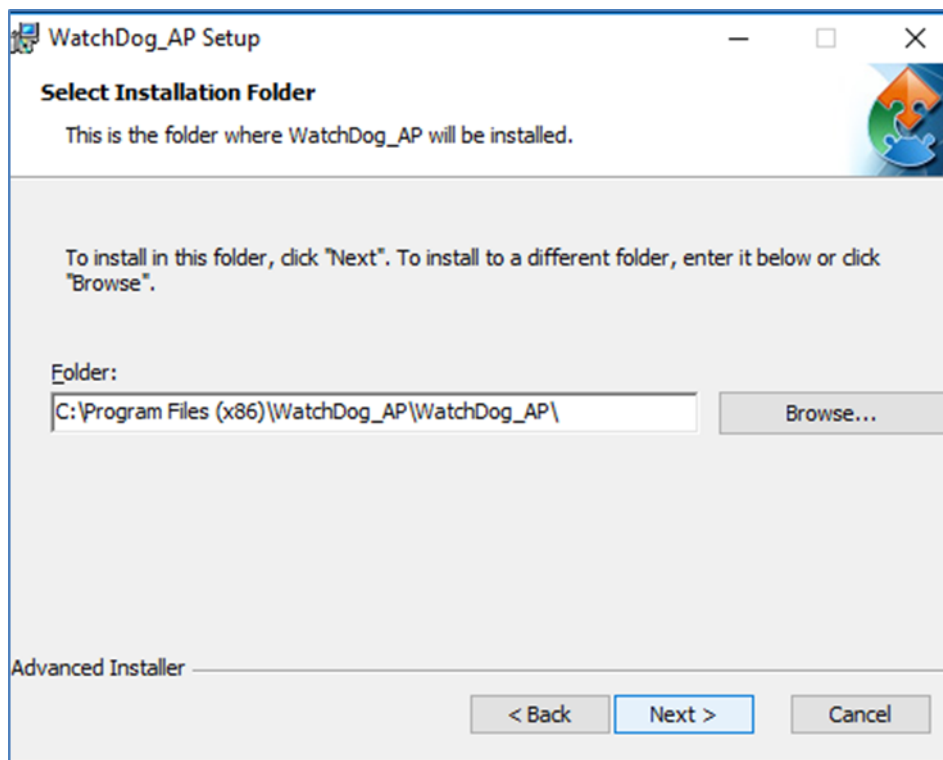 WatchDog_AP Setup
Select Installation Folder
This is the folder where WatchDog_AP will be installed.
To install in this folder, click "Next". To install to a different folder, enter it below or click
"Browse".
Folder:
C:\Program Files (x86)\WatchDog_AP\WatchDog_AP\
Browse...
Advanced Installer
< Back
Next >
Cancel